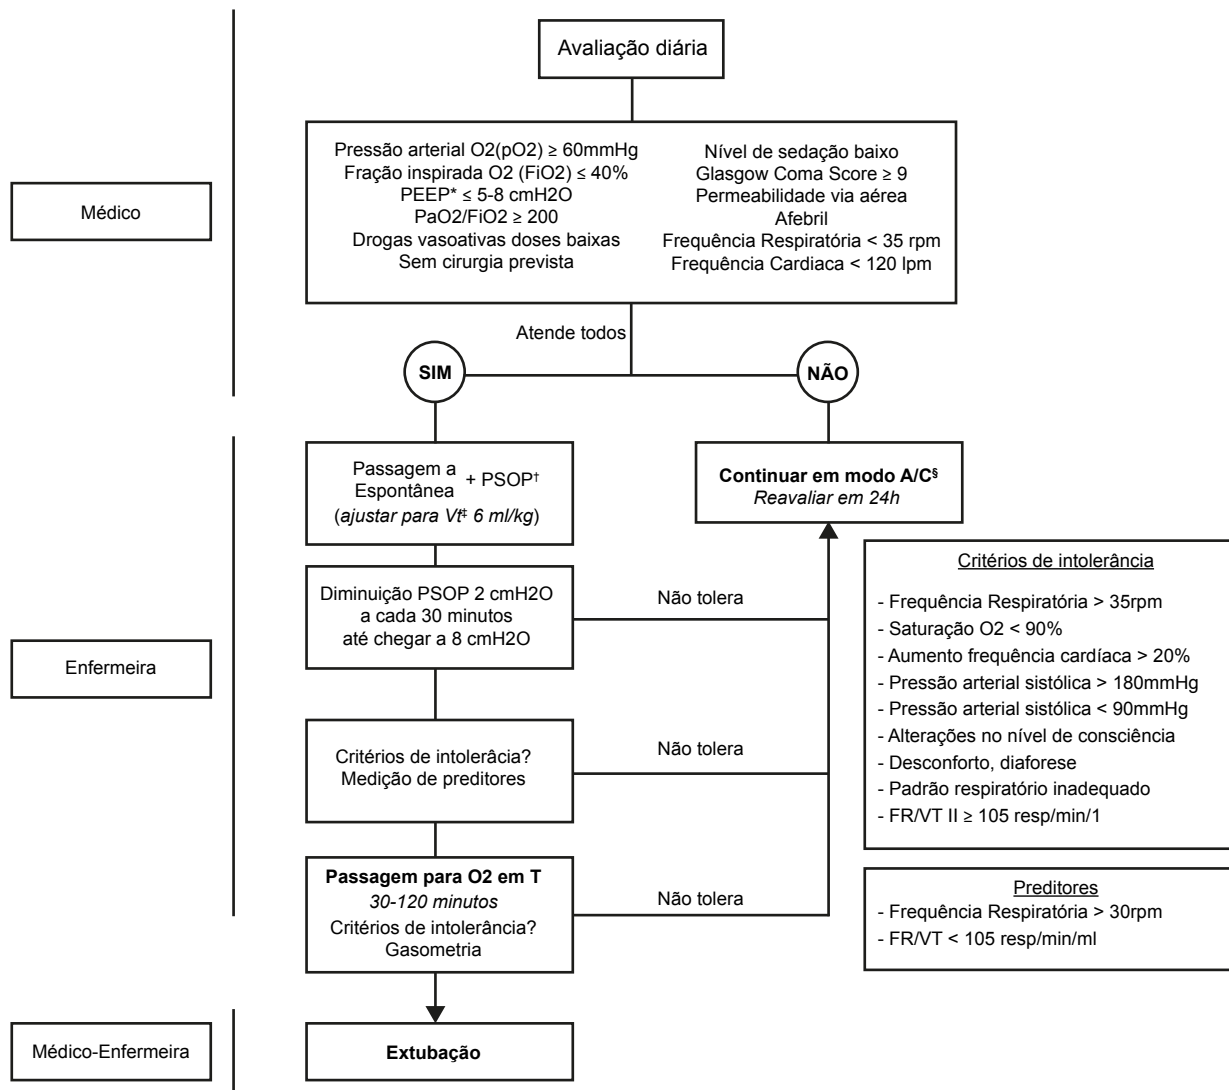 Avaliação diária
Médico
Pressão arterial O2(pO2) ≥ 60mmHg
Fração inspirada O2 (FiO2) ≤ 40%
PEEP* ≤ 5-8 cmH2O
PaO2/FiO2 ≥ 200
Drogas vasoativas doses baixas
Sem cirurgia prevista
Nível de sedação baixo
Glasgow Coma Score ≥ 9
Permeabilidade via aérea
Afebril
Frequência Respiratória < 35 rpm
Frequência Cardiaca < 120 lpm
Atende todos
SIM
NÃO
Enfermeira
Passagem a
Espontânea
+ PSOP†
(ajustar para Vt‡ 6 ml/kg)
Continuar em modo A/C§
Reavaliar em 24h
Diminuição PSOP 2 cmH2O
a cada 30 minutos
até chegar a 8 cmH2O
Não tolera
Critérios de intolerâcia?
Medição de preditores
Não tolera
Passagem para O2 em T
30-120 minutos
Critérios de intolerância?
Gasometria
Não tolera
Critérios de intolerância
- Frequência Respiratória > 35rpm
- Saturação O2 < 90%
- Aumento frequência cardíaca > 20%
- Pressão arterial sistólica > 180mmHg
- Pressão arterial sistólica < 90mmHg
- Alterações no nível de consciência
- Desconforto, diaforese
- Padrão respiratório inadequado
- FR/VT II ≥ 105 resp/min/1
Preditores
- Frequência Respiratória > 30rpm
- FR/VT < 105 resp/min/ml
Médico-Enfermeira
Extubação